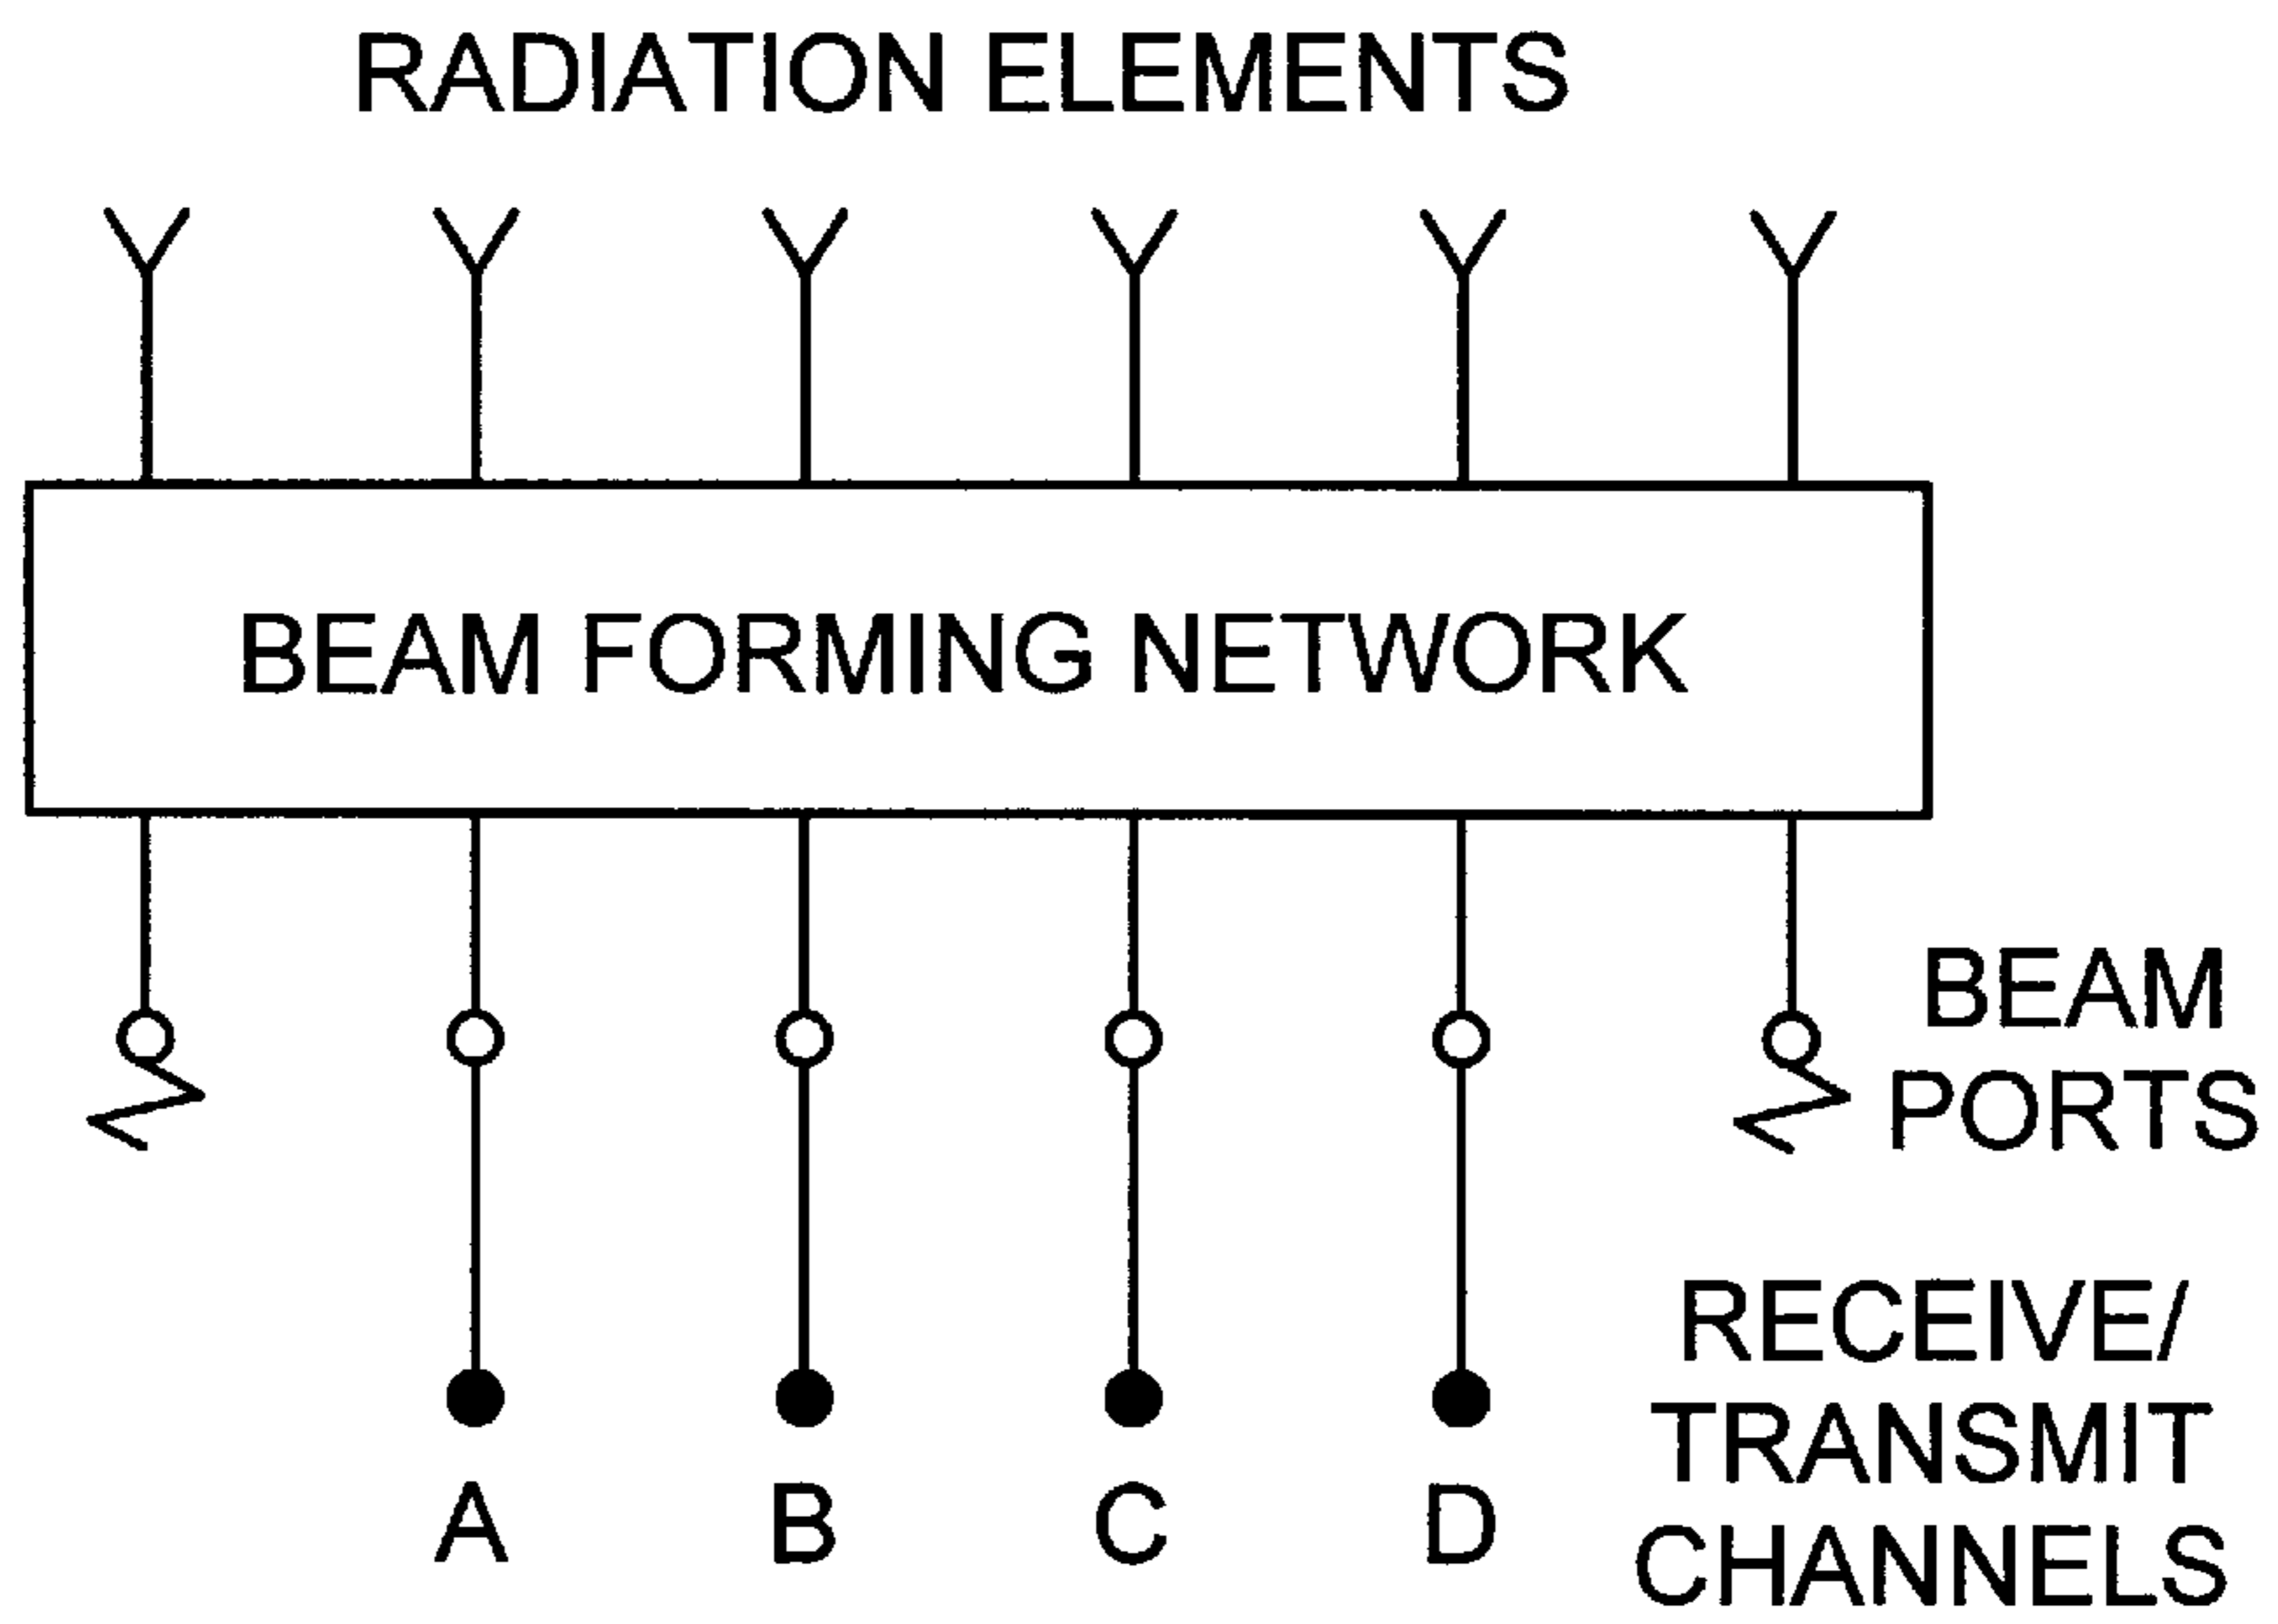 RADIATION ELEMENTS
BEAM FORMING NETWORK
BEAM
PORTS
RECEIVE/
TRANSMIT
CHANNELS
A B C D